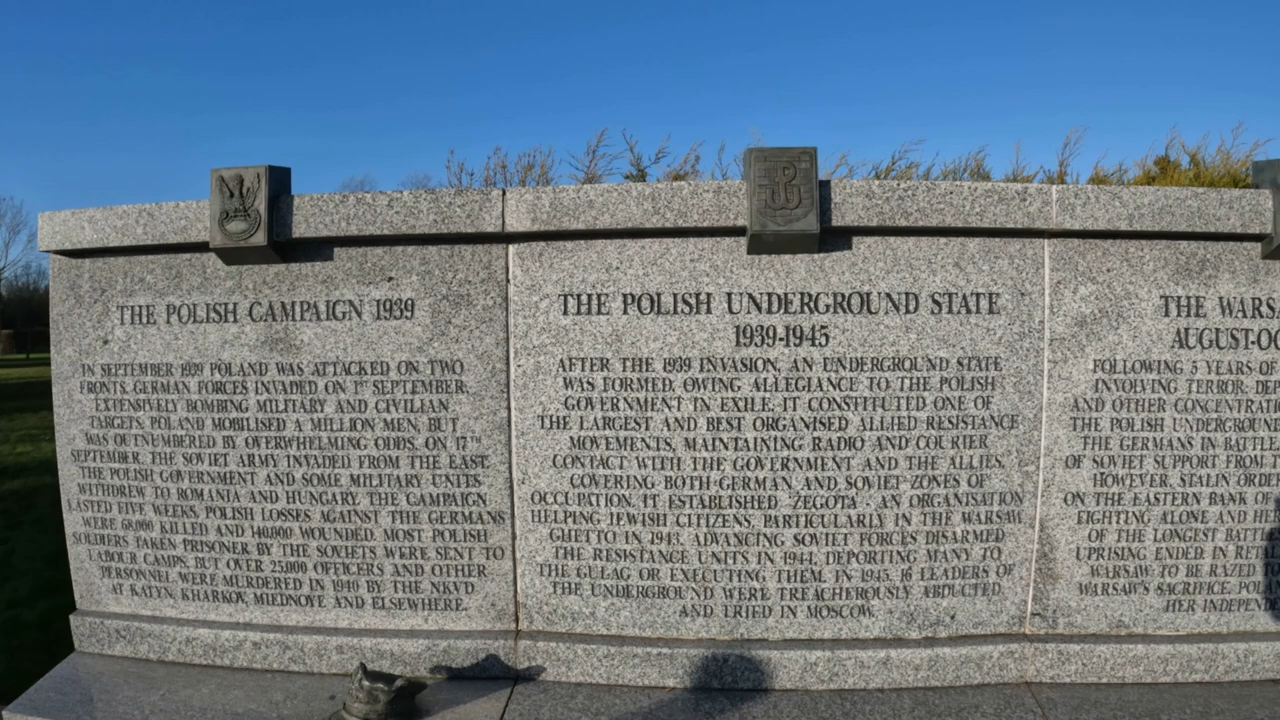 THE POLISH CAMPAIGN 1939
IN SEPTEMBER 1939 POLAND WAS ATTACKED ON TWO
FRONTS. GERMAN FORCES INVADED ON 1ST SEPTEMBER,
EXTENSIVELY BOMBING MILITARY AND CIVILIAN
TARGETS. POLAND MOBILISED A MILLION MEN, BUT
WAS OUTNUMBERED BY OVERWHELMING ODDS. ON 17TH
SEPTEMBER, THE SOVIET ARMY INVADED FROM THE EAST.
THE POLISH GOVERNMENT AND SOME MILITARY UNITS
WITHDREW TO ROMANIA AND HUNGARY. THE CAMPAIGN
LASTED FIVE WEEKS, POLISH LOSSES AGAINST THE GERMANS
WERE 68,000 KILLED AND 140,000 WOUNDED. MOST POLISH
SOLDIERS TAKEN PRISONER BY THE SOVIETS WERE SENT TO
LABOUR CAMPS, BUT OVER 25,000 OFFICERS AND OTHER
PERSONNEL WERE MURDERED IN 1940 BY THE NKVD
AT KATYN, KHARKOV, MIEDNOYE AND ELSEWHERE.
THE POLISH UNDERGROUND STATE
1939-1945
AFTER THE 1939 INVASION, AN UNDERGROUND STATE
WAS FORMED, OWING ALLEGIANCE TO THE POLISH
GOVERNMENT IN EXILE. IT CONSTITUTED ONE OF
THE LARGEST AND BEST ORGANISED ALLIED RESISTANCE
MOVEMENTS, MAINTAINING RADIO AND COURIER
CONTACT WITH THE GOVERNMENT AND THE ALLIES,
COVERING BOTH GERMAN AND SOVIET ZONES OF
OCCUPATION. IT ESTABLISHED 'ZEGOTA' - AN ORGANISATION
HELPING JEWISH CITIZENS, PARTICULARLY IN THE WARSAW
GHETTO IN 1943. ADVANCING SOVIET FORCES DISARMED
THE RESISTANCE UNITS IN 1944, DEPORTING MANY TO
THE GULAG OR EXECUTING THEM. IN 1945, 16 LEADERS OF
THE UNDERGROUND WERE TREACHEROUSLY ABDUCTED
AND TRIED IN MOSCOW.
THE WARSA
AUGUST-OC
FOLLOWING 5 YEARS OF
INVOLVING TERROR, DEP
AND OTHER CONCENTRATI
THE POLISH UNDERGROUND
THE GERMANS IN BATTLE
OF SOVIET SUPPORT FROM T
HOWEVER, STALIN ORDE
ON THE EASTERN BANK OF
FIGHTING ALONE AND HE
OF THE LONGEST BATTLE
UPRISING ENDED. IN RETAL
WARSAW TO BE RAZED TO
WARSAW'S SACRIFICE, POLA
HER INDEPENDE